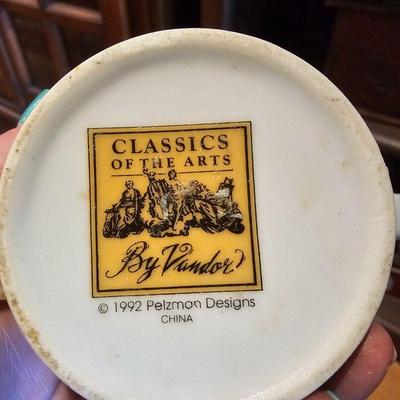 CLASSICS
OF THE ARTS
By Vandor
© 1992 Pelzman Designs
CHINA